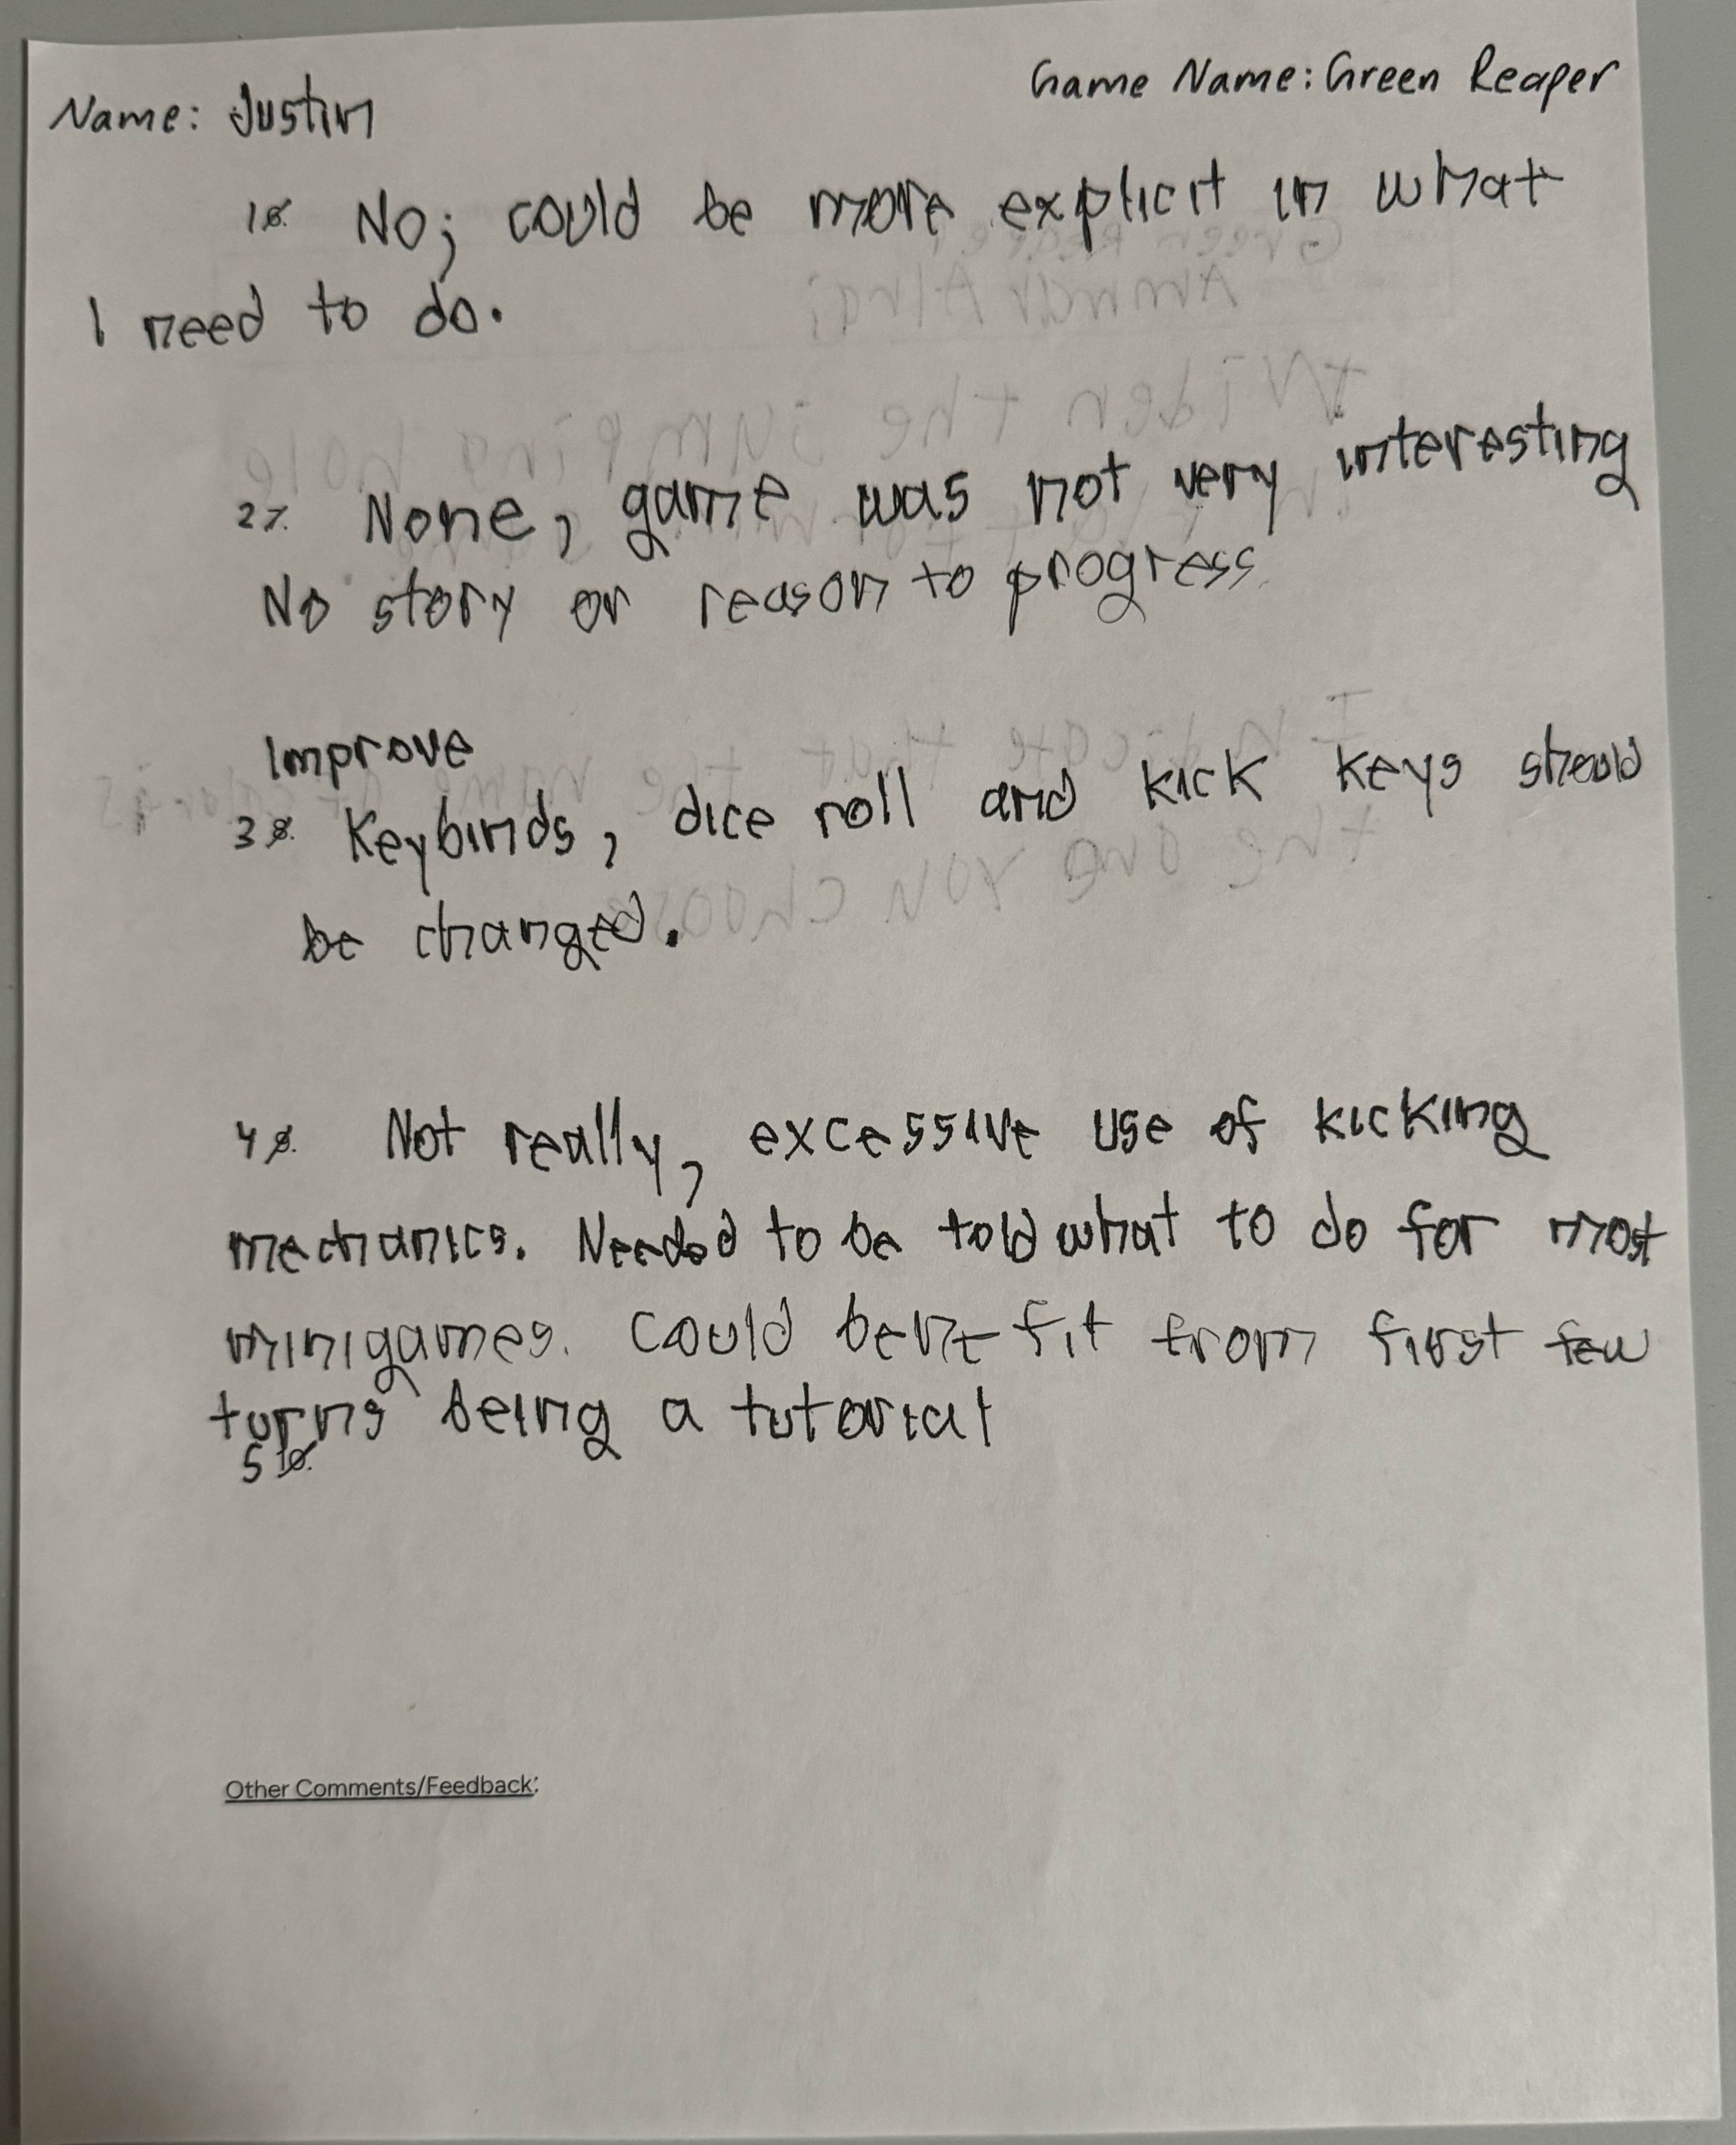 Name: Justin
Game Name: Green Reaper
1. No; could be more explicit in what
I need to do.
2. None, game was not very interesting
No story or reason to progress
Improve
3. Keybinds, dice roll and kick keys should
be changed.
4. Not really, excessive use of kicking
mechanics. Needed to be told what to do for most
minigames. Could benefit from first few
turns being a tutorial
5.
Other Comments/Feedback: